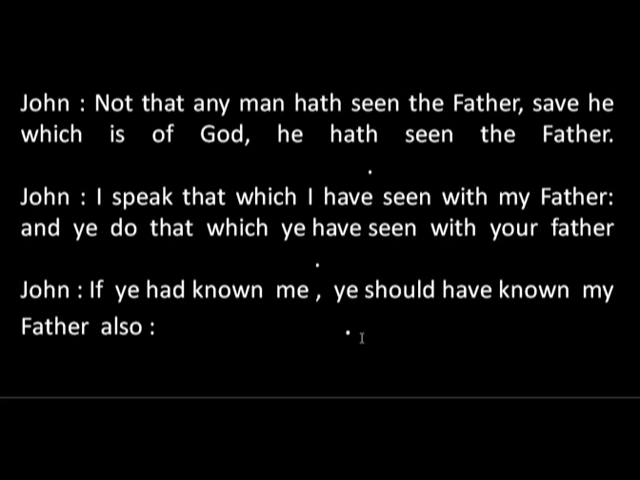 John : Not that any man hath seen the Father, save he
which is of God, he hath seen the Father.
.
John : I speak that which I have seen with my Father:
and ye do that which ye have seen with your father
.
John : If ye had known me , ye should have known my
Father also :
.